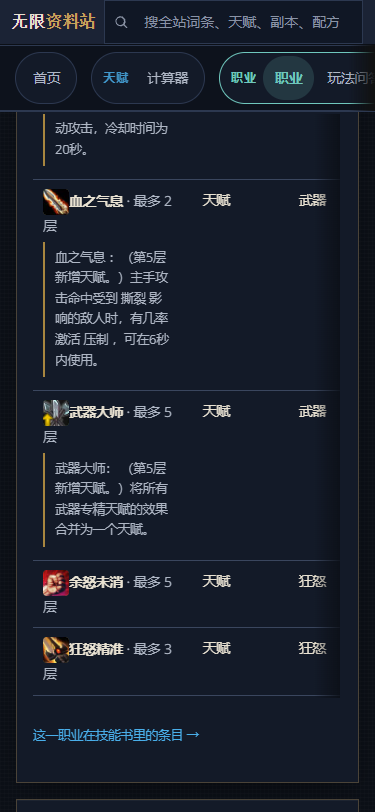 无限资料站
搜全站词条、天赋、副本、配方
首页
天赋 计算器
职业 职业
玩法问
动攻击，冷却时间为
20秒。
血之气息 · 最多 2 天赋 武器
层
血之气息： （第5层
新增天赋。）主手攻
击命中受到 撕裂 影
响的敌人时，有几率
激活 压制 ，可在6秒
内使用。
武器大师 · 最多 5 天赋 武器
层
武器大师： （第5层
新增天赋。）将所有
武器专精天赋的效果
合并为一个天赋。
余怒未消 · 最多 5 天赋 狂怒
层
狂怒精准 · 最多 3 天赋 狂怒
层
这一职业在技能书里的条目 →